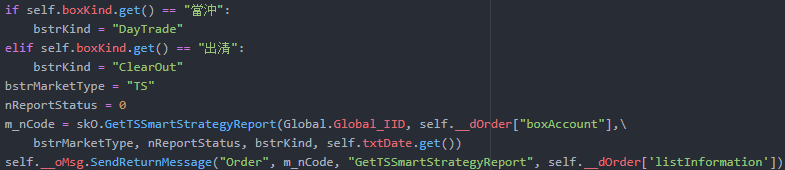 if self.boxKind.get() == "當沖":
    bstrKind = "DayTrade"
elif self.boxKind.get() == "出清":
    bstrKind = "ClearOut"
bstrMarketType = "TS"
nReportStatus = 0
m_nCode = skO.GetTSSmartStrategyReport(Global.Global_IID, self.__dOrder["boxAccount"],\
    bstrMarketType, nReportStatus, bstrKind, self.txtDate.get())
self.__oMsg.SendReturnMessage("Order", m_nCode, "GetTSSmartStrategyReport", self.__dOrder['listInformation'])